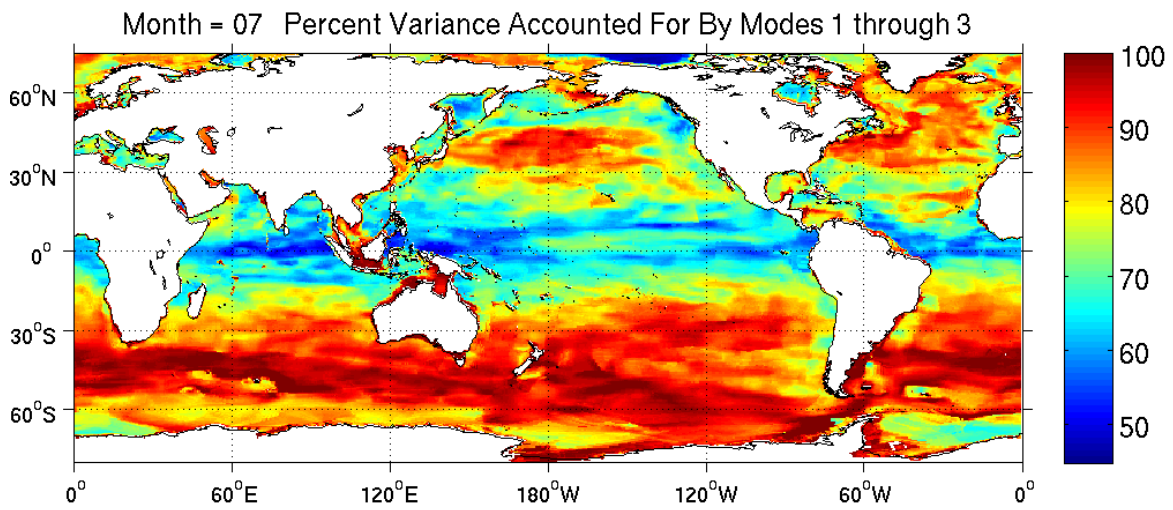 Month = 07 Percent Variance Accounted For By Modes 1 through 3
60°N
30°N
0°
30°S
60°S
0° 60°E 120°E 180°W 120°W 60°W 0°
100
90
80
70
60
50